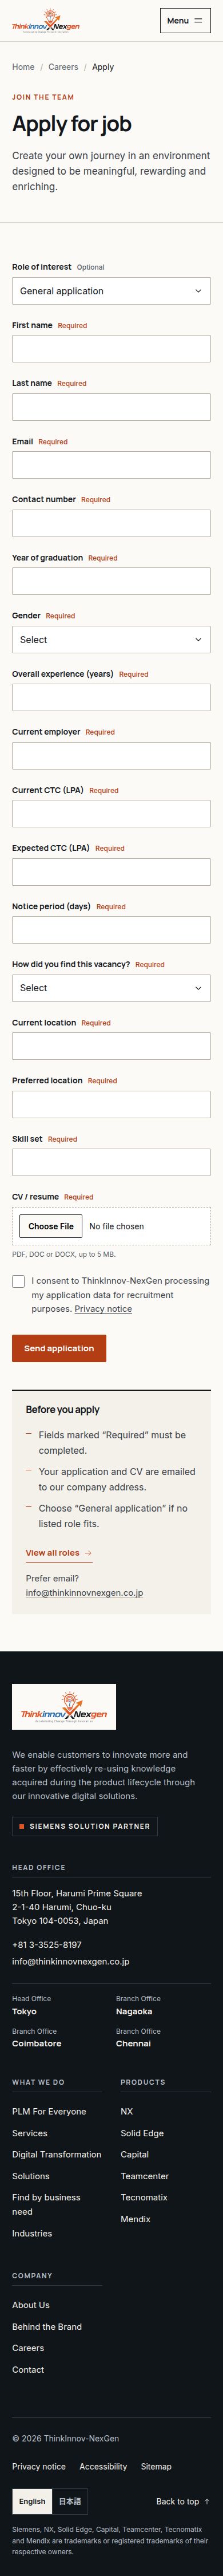 ThinkinnovXNexgen
Menu
Home / Careers / Apply
JOIN THE TEAM
Apply for job
Create your own journey in an environment
designed to be meaningful, rewarding and
enriching.
Role of interest Optional
General application
First name Required
Last name Required
Email Required
Contact number Required
Year of graduation Required
Gender Required
Select
Overall experience (years) Required
Current employer Required
Current CTC (LPA) Required
Expected CTC (LPA) Required
Notice period (days) Required
How did you find this vacancy? Required
Select
Current location Required
Preferred location Required
Skill set Required
CV / resume Required
Choose File No file chosen
PDF, DOC or DOCX, up to 5 MB.
I consent to ThinkInnov-NexGen processing
my application data for recruitment
purposes. Privacy notice
Send application
Before you apply
— Fields marked “Required” must be
completed.
— Your application and CV are emailed
to our company address.
— Choose “General application” if no
listed role fits.
View all roles →
Prefer email?
info@thinkinnovnexgen.co.jp
ThinkinnovXNexgen
We enable customers to innovate more and
faster by effectively re-using knowledge
acquired during the product lifecycle through
our innovative digital solutions.
SIEMENS SOLUTION PARTNER
HEAD OFFICE
15th Floor, Harumi Prime Square
2-1-40 Harumi, Chuo-ku
Tokyo 104-0053, Japan
+81 3-3525-8197
info@thinkinnovnexgen.co.jp
Head Office
Tokyo
Branch Office
Nagaoka
Branch Office
Coimbatore
Branch Office
Chennai
WHAT WE DO
PLM For Everyone
Services
Digital Transformation
Solutions
Find by business
need
Industries
PRODUCTS
NX
Solid Edge
Capital
Teamcenter
Tecnomatix
Mendix
COMPANY
About Us
Behind the Brand
Careers
Contact
© 2026 ThinkInnov-NexGen
Privacy notice Accessibility Sitemap
English 日本語
Back to top ↑
Siemens, NX, Solid Edge, Capital, Teamcenter, Tecnomatix
and Mendix are trademarks or registered trademarks of their
respective owners.